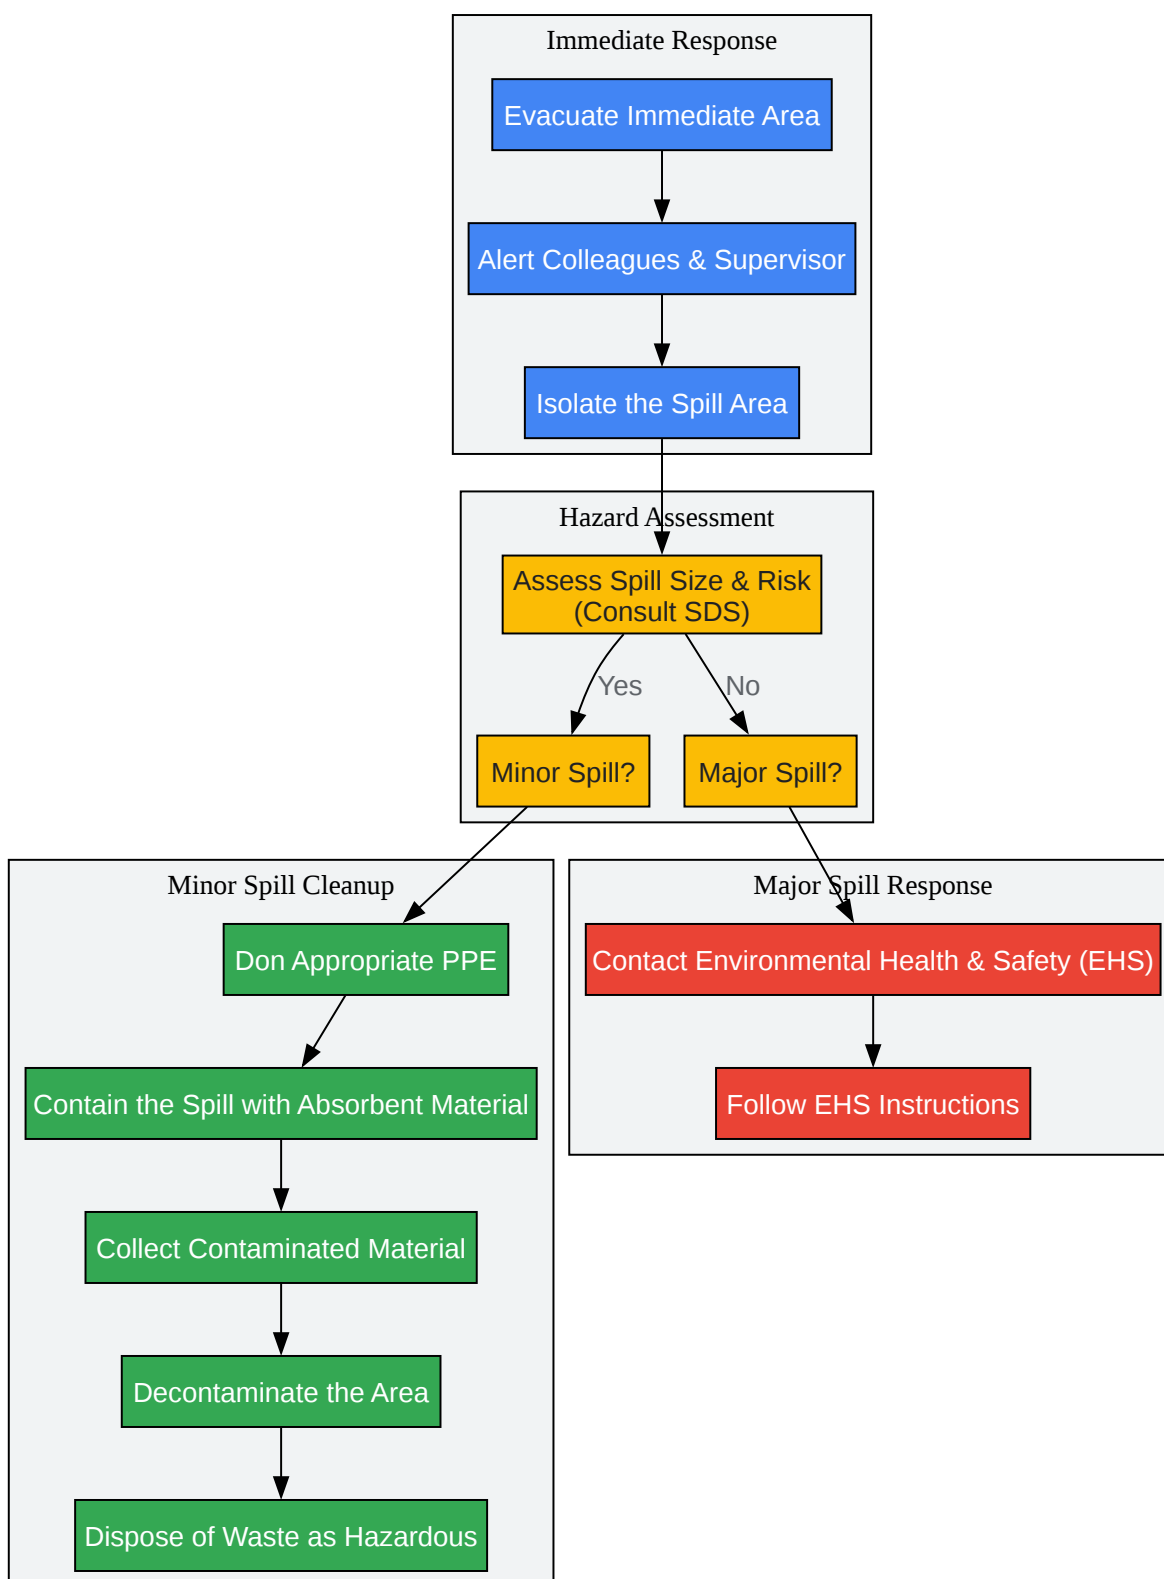 Immediate Response
Evacuate Immediate Area
Alert Colleagues & Supervisor
Isolate the Spill Area
Hazard Assessment
Assess Spill Size & Risk
(Consult SDS)
Yes
No
Minor Spill?
Major Spill?
Minor Spill Cleanup
Don Appropriate PPE
Contain the Spill with Absorbent Material
Collect Contaminated Material
Decontaminate the Area
Dispose of Waste as Hazardous
Major Spill Response
Contact Environmental Health & Safety (EHS)
Follow EHS Instructions